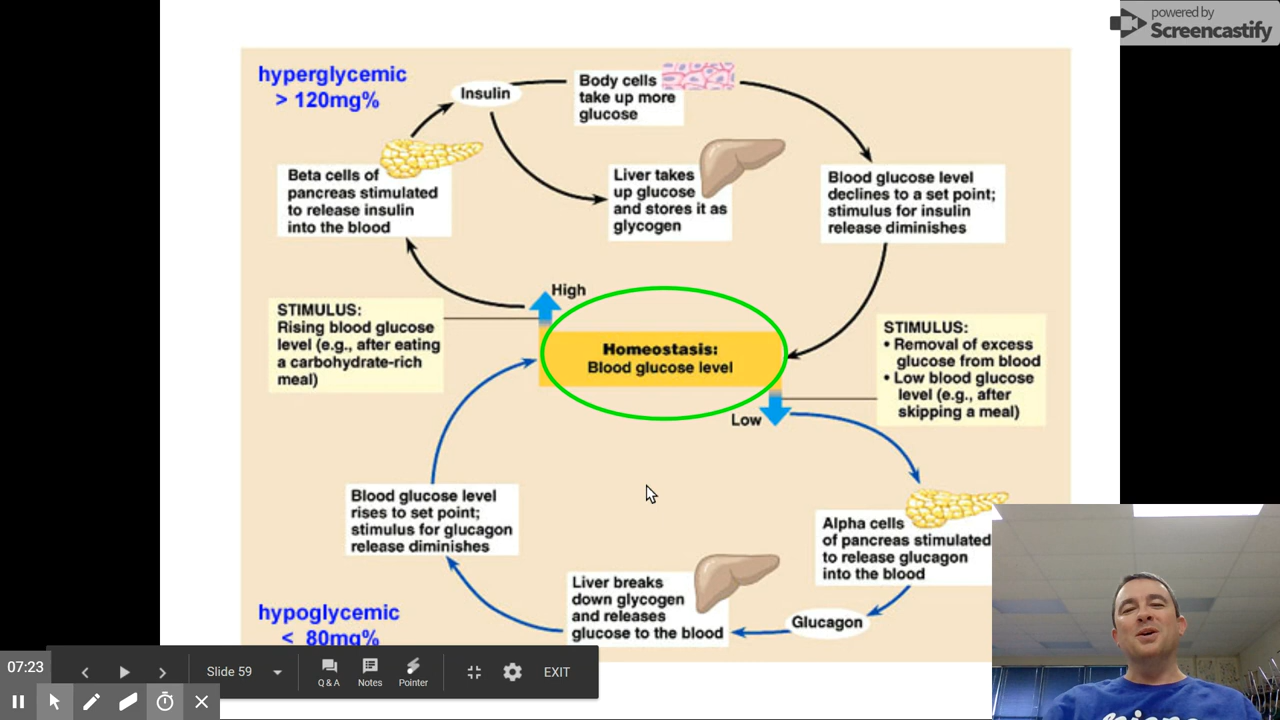 powered by
Screencastify
hyperglycemic
> 120mg%
Insulin
Body cells
take up more
glucose
Beta cells of
pancreas stimulated
to release insulin
into the blood
Liver takes
up glucose
and stores it as
glycogen
Blood glucose level
declines to a set point;
stimulus for insulin
release diminishes
High
STIMULUS:
Rising blood glucose
level (e.g., after eating
a carbohydrate-rich
meal)
Homeostasis:
Blood glucose level
STIMULUS:
• Removal of excess
glucose from blood
• Low blood glucose
level (e.g., after
skipping a meal)
Low
Blood glucose level
rises to set point;
stimulus for glucagon
release diminishes
Alpha cells
of pancreas stimulated
to release glucagon
into the blood
Liver breaks
down glycogen
and releases
glucose to the blood
Glucagon
hypoglycemic
< 80mg%
07:23
Slide 59
Q & A
Notes
Pointer
EXIT